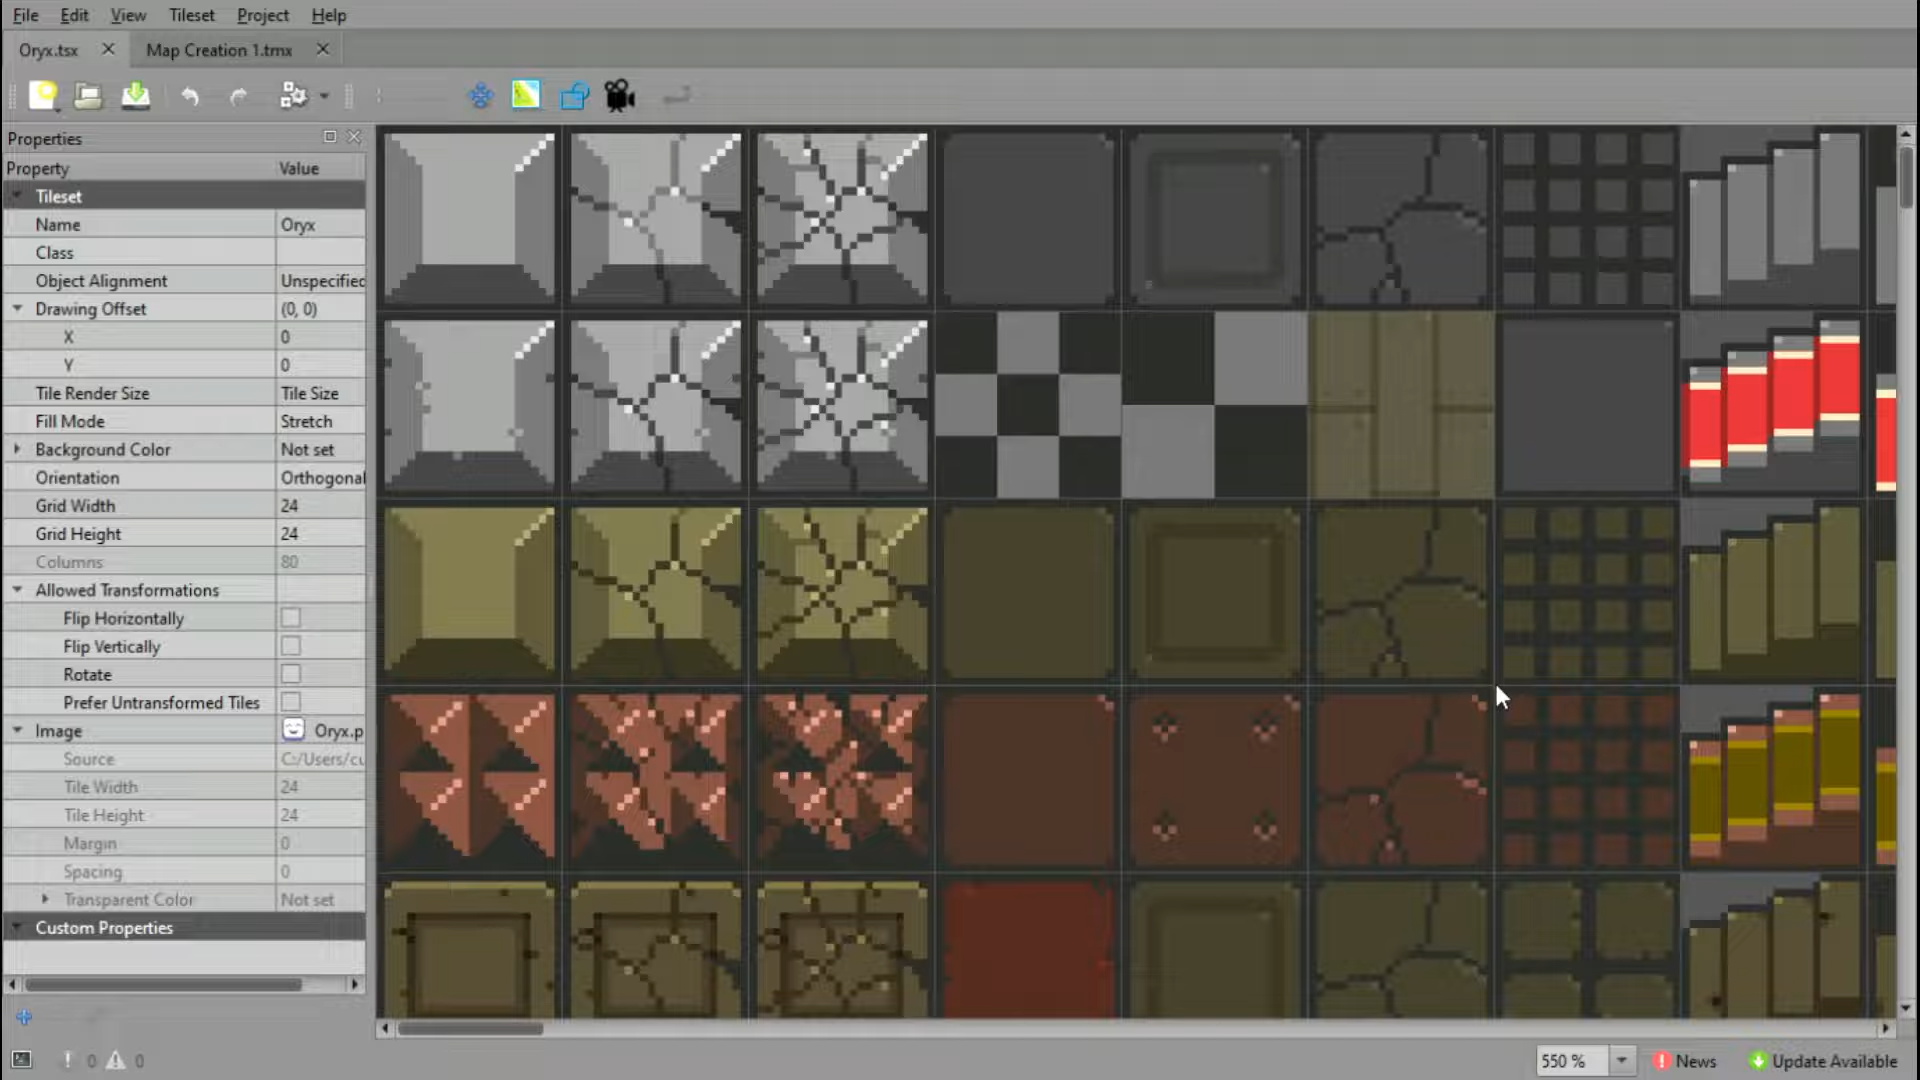 File Edit View Tileset Project Help
Oryx.tsx Map Creation 1.tmx
Properties
Property Value
Tileset
Name Oryx
Class
Object Alignment Unspecified
Drawing Offset (0, 0)
X 0
Y 0
Tile Render Size Tile Size
Fill Mode Stretch
Background Color Not set
Orientation Orthogonal
Grid Width 24
Grid Height 24
Columns 80
Allowed Transformations
Flip Horizontally
Flip Vertically
Rotate
Prefer Untransformed Tiles
Image Oryx.p
Source C:/Users/cu
Tile Width 24
Tile Height 24
Margin 0
Spacing 0
Transparent Color Not set
Custom Properties
0 0 550 % News Update Available